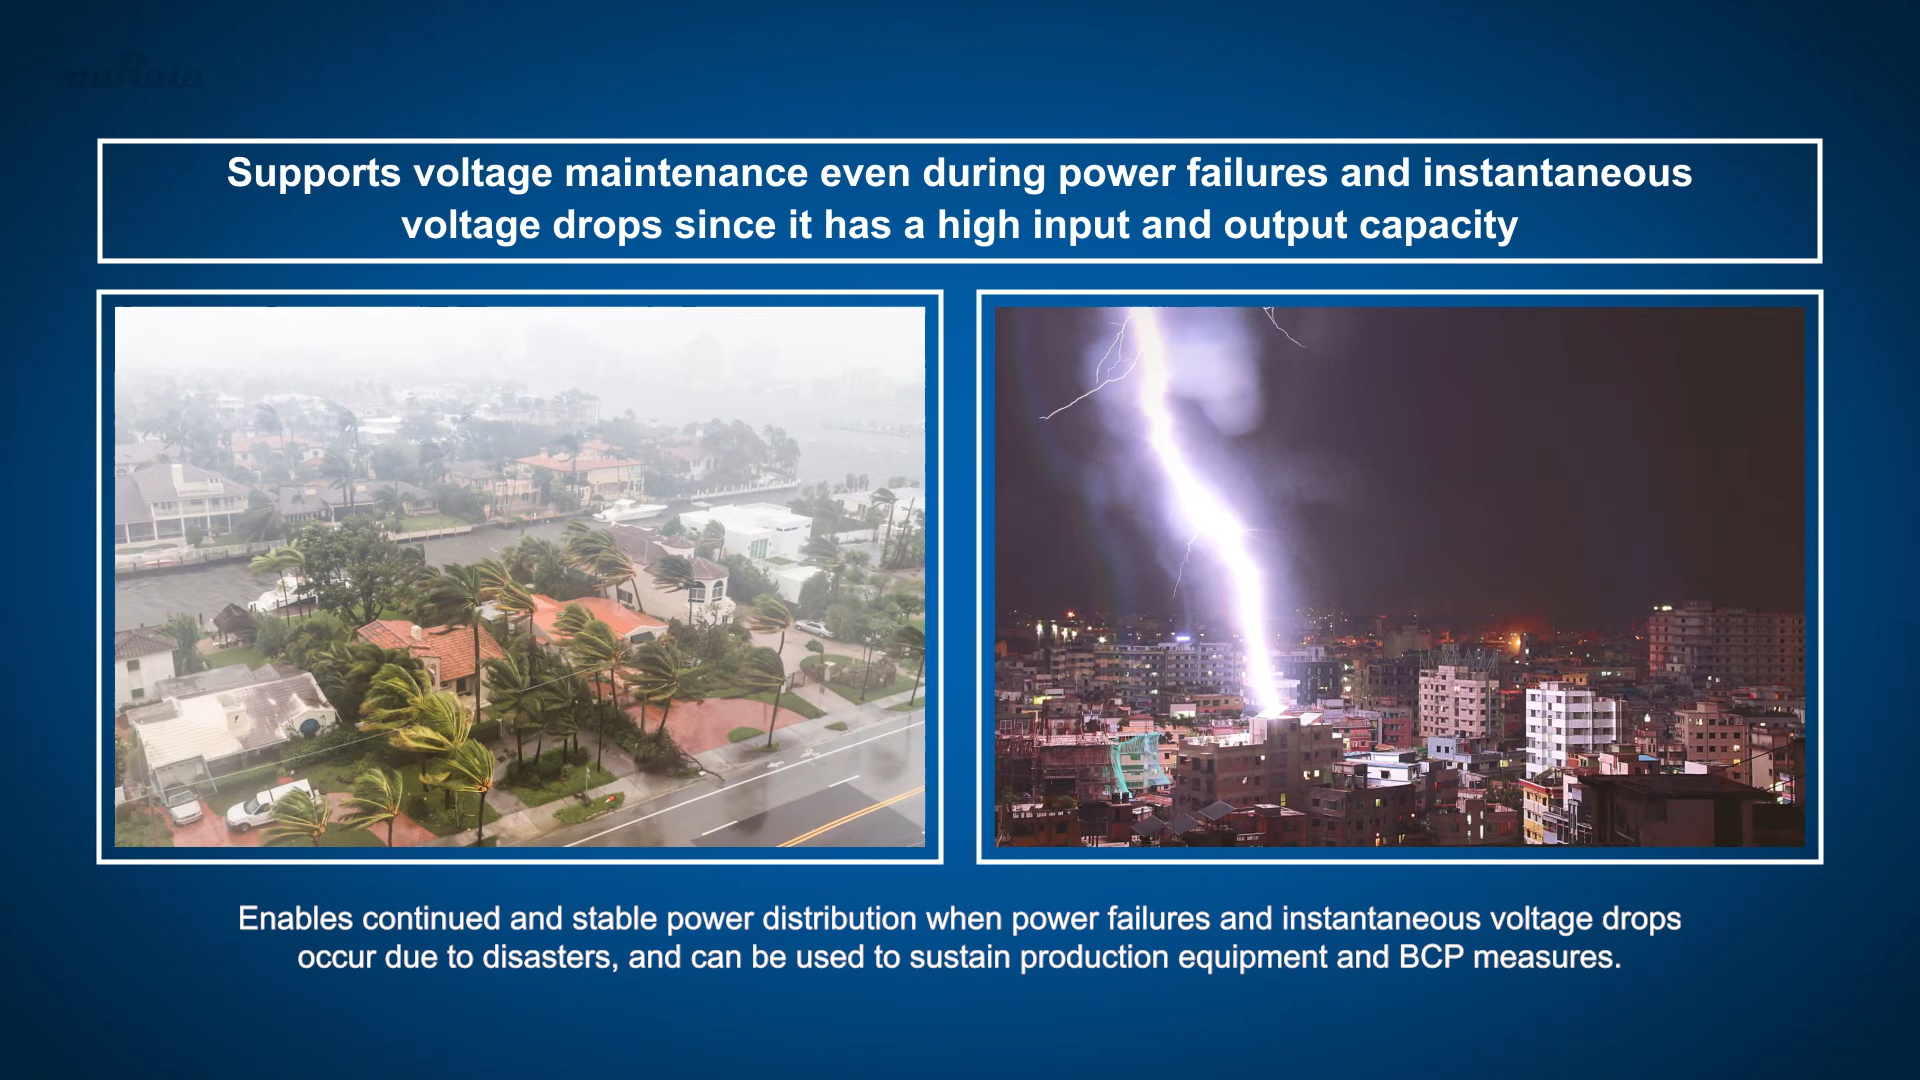 muRata
Supports voltage maintenance even during power failures and instantaneous
voltage drops since it has a high input and output capacity
Enables continued and stable power distribution when power failures and instantaneous voltage drops
occur due to disasters, and can be used to sustain production equipment and BCP measures.